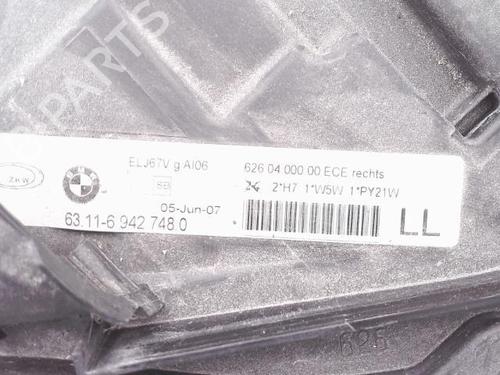 ZKW
BMW
ELJ67V g AI06
05-Jun-07
63.11-6 942 748.0
626 04 000 00 ECE rechts
2*H7 1*W5W 1*PY21W
LL